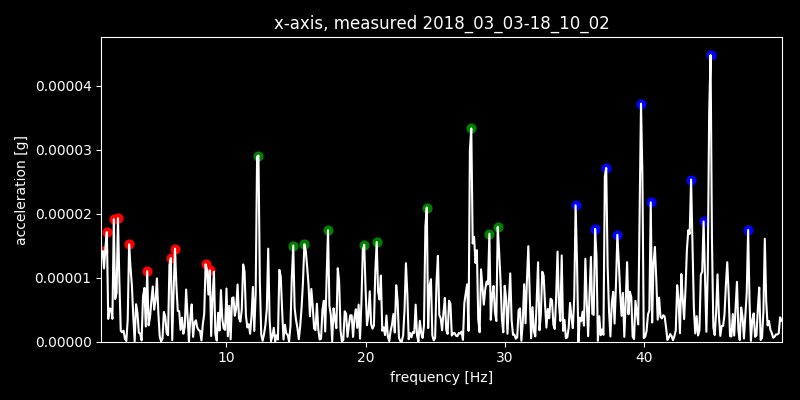 x-axis, measured 2018_03_03-18_10_02
acceleration [g]
0.00004
0.00003
0.00002
0.00001
0.00000
10 20 30 40
frequency [Hz]